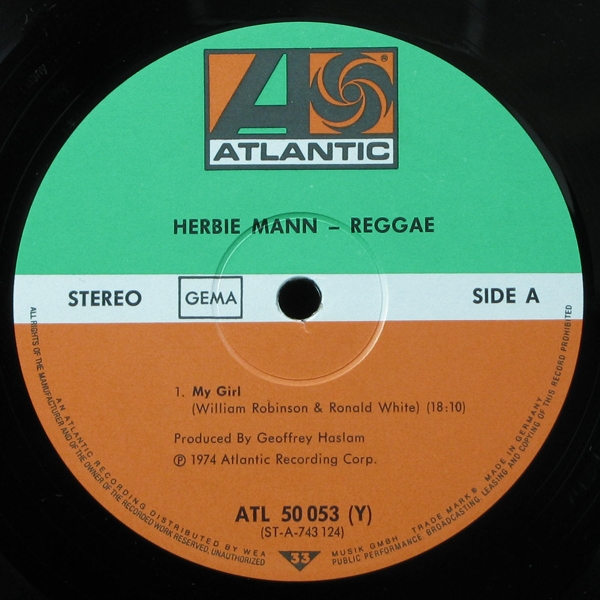 ATLANTIC
®
HERBIE MANN – REGGAE
STEREO GEMA SIDE A
1. My Girl
(William Robinson & Ronald White) (18:10)
Produced By Geoffrey Haslam
℗ 1974 Atlantic Recording Corp.
ATL 50 053 (Y)
(ST-A-743 124)
33
AN ATLANTIC RECORDING DISTRIBUTED BY WEA MUSIK GMBH TRADE MARK® MADE IN GERMANY
ALL RIGHTS OF THE MANUFACTURER AND OF THE OWNER OF THE RECORDED WORK RESERVED. UNAUTHORIZED PUBLIC PERFORMANCE, BROADCASTING, LEASING AND COPYING OF THIS RECORD PROHIBITED